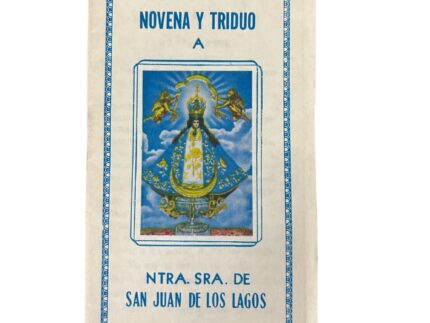 NOVENA Y TRIDUO
A
NTRA. SRA. DE
SAN JUAN DE LOS LAGOS